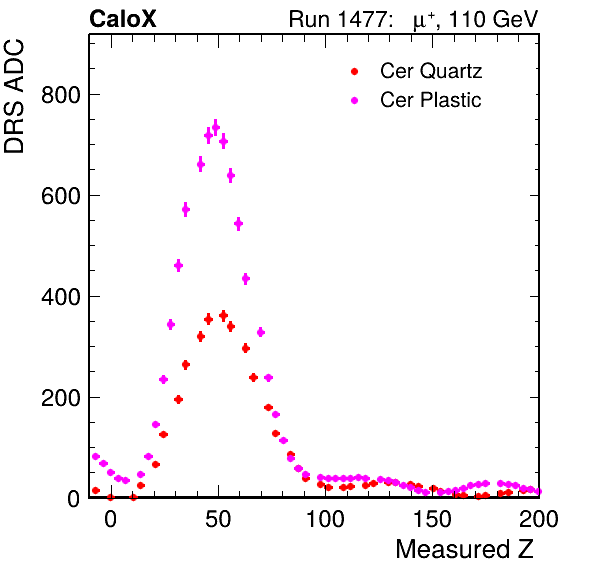 CaloX Run 1477: μ⁺, 110 GeV
DRS ADC
Cer Quartz
Cer Plastic
800
600
400
200
0
0 50 100 150 200
Measured Z